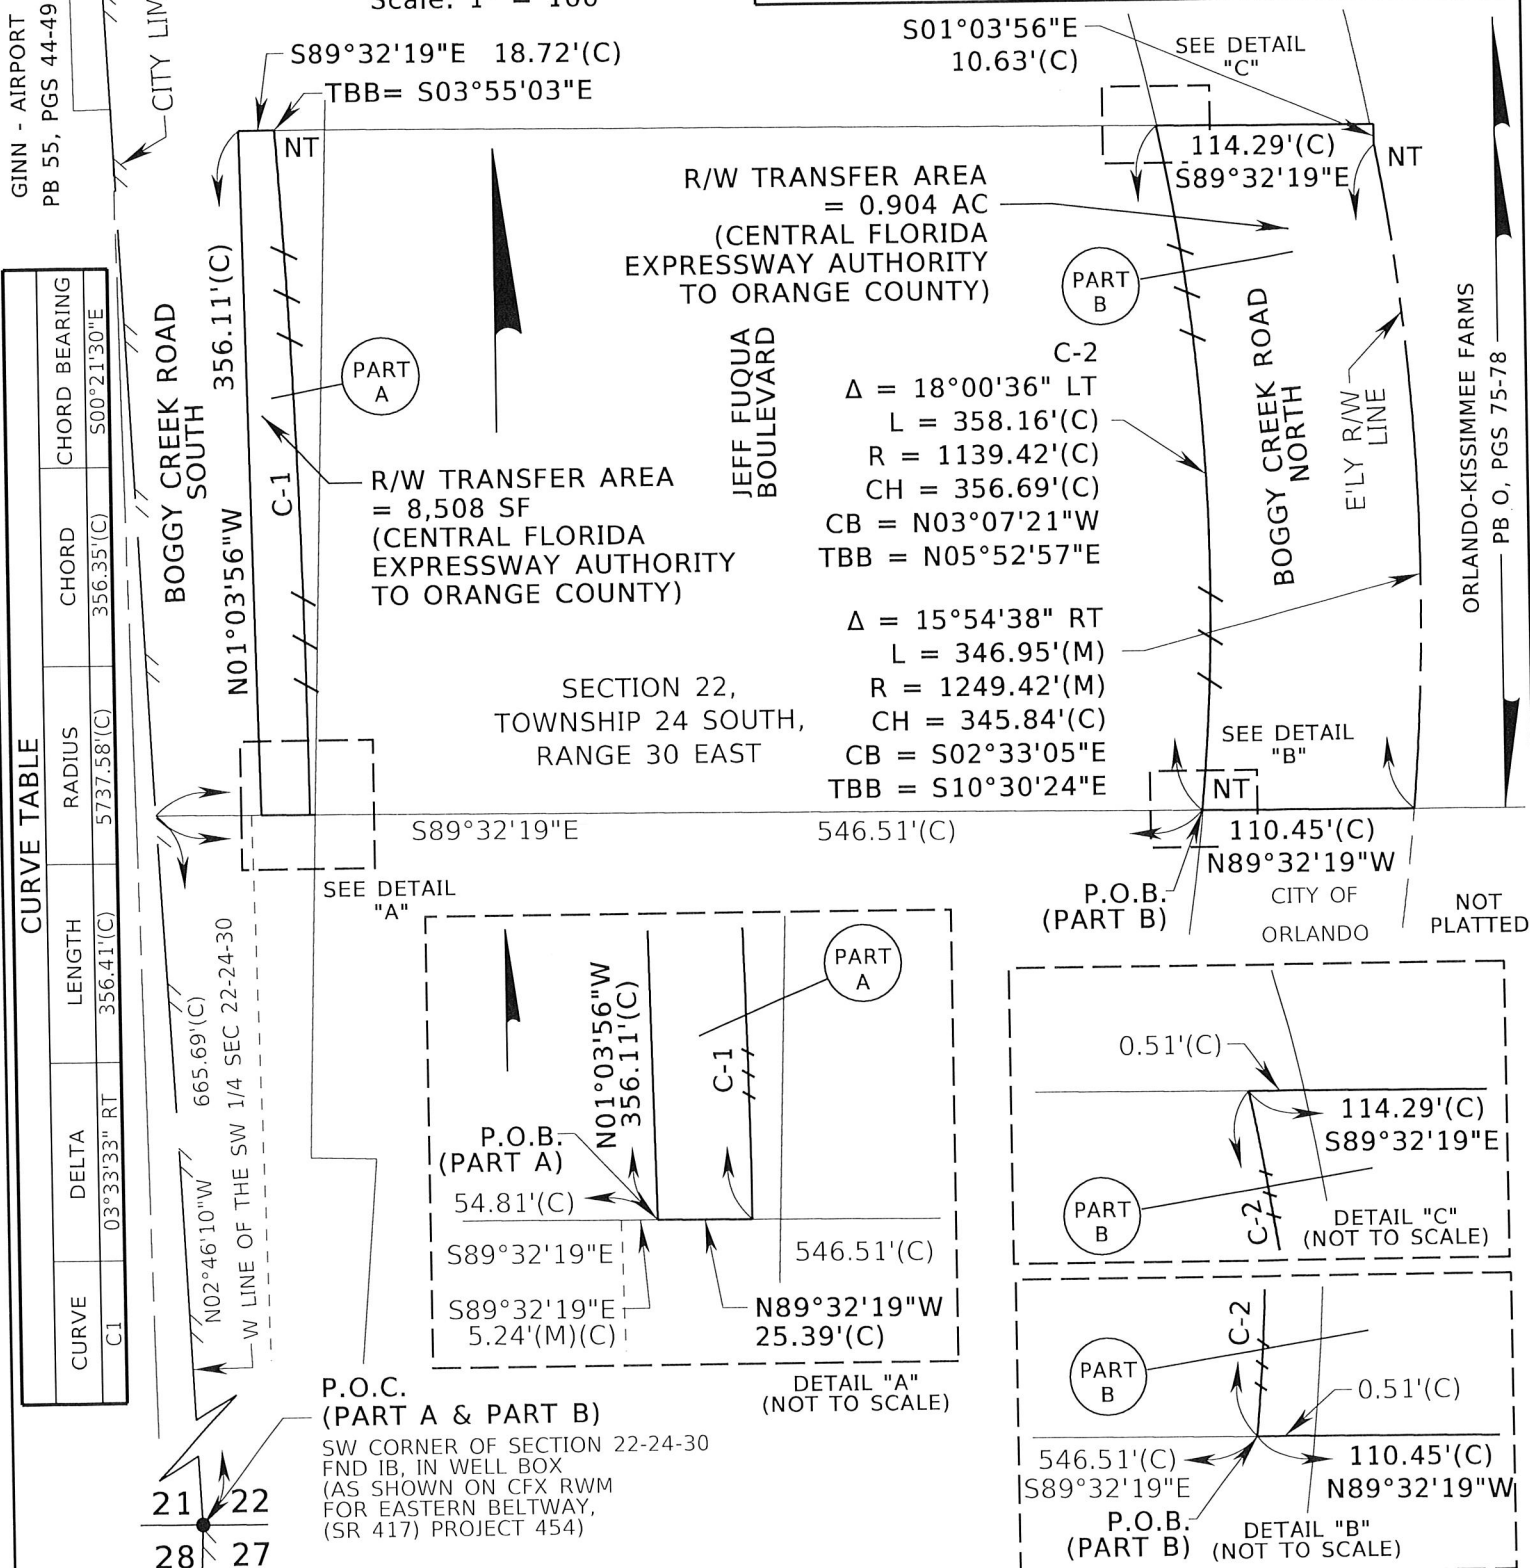 GINN - AIRPORT
PB 55, PGS 44-49
CITY LIM
S89°32'19"E 18.72'(C)
TBB= S03°55'03"E
NT
S01°03'56"E
10.63'(C)
SEE DETAIL
"C"
114.29'(C)
S89°32'19"E
NT
R/W TRANSFER AREA
= 0.904 AC
(CENTRAL FLORIDA
EXPRESSWAY AUTHORITY
TO ORANGE COUNTY)
PART
B
BOGGY CREEK ROAD
SOUTH
356.11'(C)
N01°03'56"W
C-1
PART
A
R/W TRANSFER AREA
= 8,508 SF
(CENTRAL FLORIDA
EXPRESSWAY AUTHORITY
TO ORANGE COUNTY)
JEFF FUQUA
BOULEVARD
C-2
Δ = 18°00'36" LT
L = 358.16'(C)
R = 1139.42'(C)
CH = 356.69'(C)
CB = N03°07'21"W
TBB = N05°52'57"E
Δ = 15°54'38" RT
L = 346.95'(M)
R = 1249.42'(M)
CH = 345.84'(C)
CB = S02°33'05"E
TBB = S10°30'24"E
BOGGY CREEK ROAD
NORTH
E'LY R/W
LINE
ORLANDO-KISSIMMEE FARMS
PB O, PGS 75-78
SECTION 22,
TOWNSHIP 24 SOUTH,
RANGE 30 EAST
SEE DETAIL
"B"
NT
S89°32'19"E 546.51'(C)
110.45'(C)
N89°32'19"W
P.O.B.
(PART B)
CITY OF
ORLANDO
NOT
PLATTED
SEE DETAIL
"A"
CURVE TABLE
CURVE DELTA LENGTH RADIUS CHORD CHORD BEARING
C1 03°33'33" RT 356.41'(C) 5737.58'(C) 356.35'(C) S00°21'30"E
N02°46'10"W 665.69'(C)
W LINE OF THE SW 1/4 SEC 22-24-30
N01°03'56"W
356.11'(C)
C-1
PART
A
P.O.B.
(PART A)
54.81'(C)
S89°32'19"E
546.51'(C)
S89°32'19"E
5.24'(M)(C)
N89°32'19"W
25.39'(C)
DETAIL "A"
(NOT TO SCALE)
0.51'(C)
114.29'(C)
S89°32'19"E
PART
B
C-2
DETAIL "C"
(NOT TO SCALE)
C-2
PART
B
0.51'(C)
546.51'(C)
S89°32'19"E
110.45'(C)
N89°32'19"W
P.O.B.
(PART B)
DETAIL "B"
(NOT TO SCALE)
P.O.C.
(PART A & PART B)
SW CORNER OF SECTION 22-24-30
FND IB, IN WELL BOX
(AS SHOWN ON CFX RWM
FOR EASTERN BELTWAY,
(SR 417) PROJECT 454)
21 22
28 27